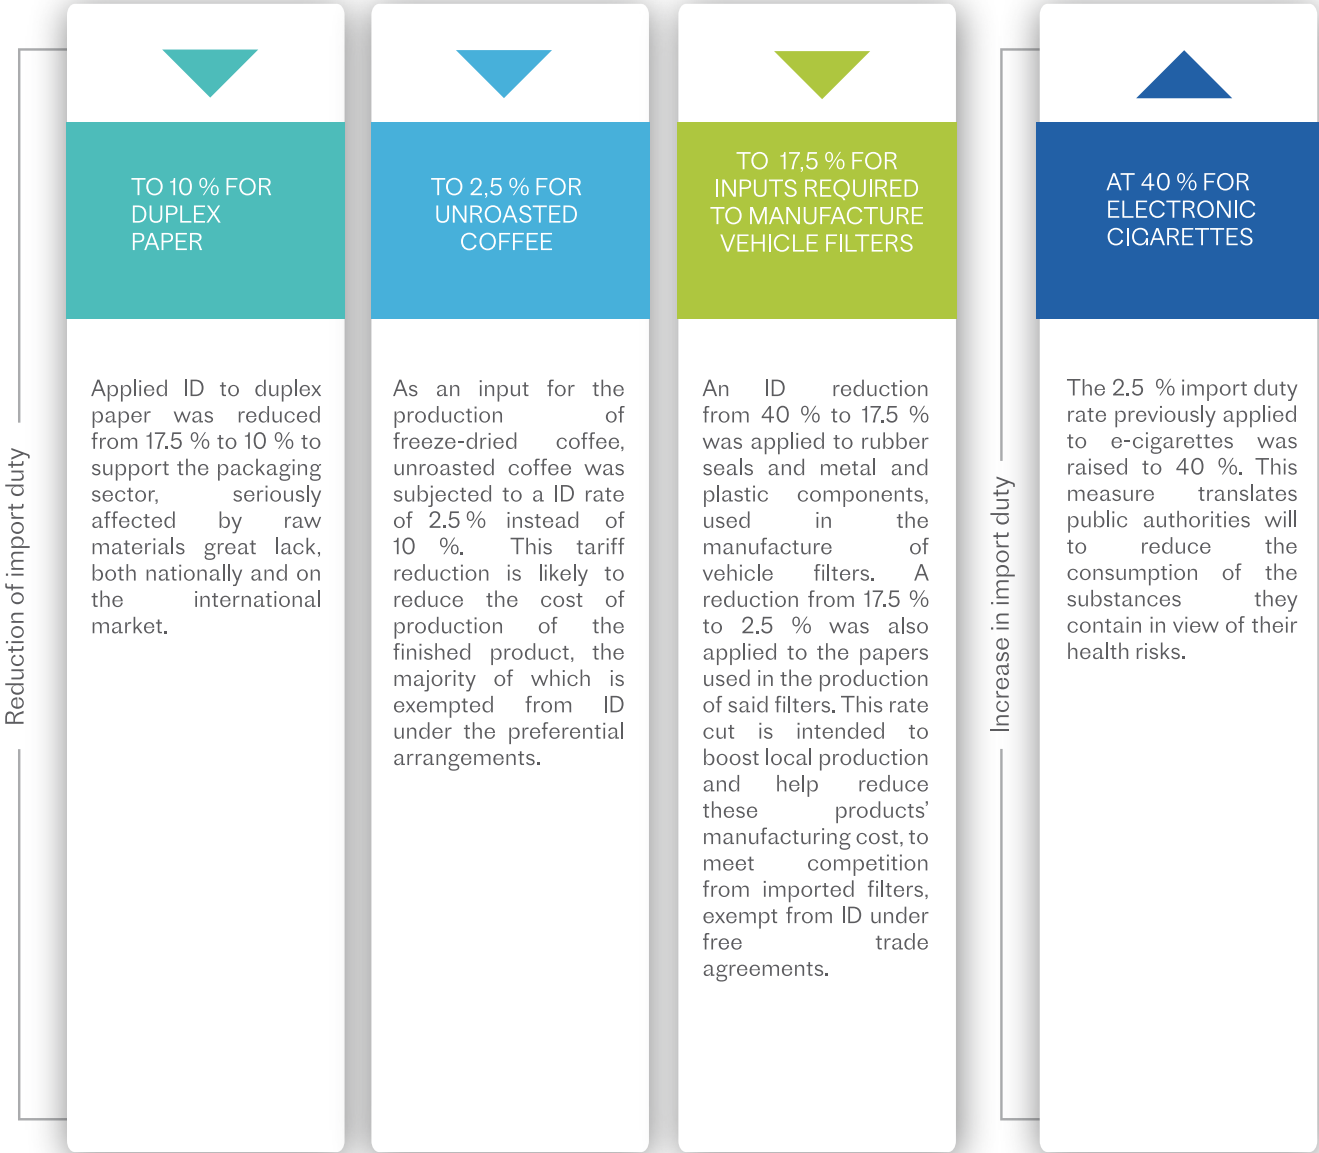 Reduction of import duty
TO 10 % FOR
DUPLEX
PAPER
Applied ID to duplex
paper was reduced
from 17.5 % to 10 % to
support the packaging
sector, seriously
affected by raw
materials great lack,
both nationally and on
the international
market.
TO 2,5 % FOR
UNROASTED
COFFEE
As an input for the
production of
freeze-dried coffee,
unroasted coffee was
subjected to a ID rate
of 2.5 % instead of
10 %. This tariff
reduction is likely to
reduce the cost of
production of the
finished product, the
majority of which is
exempted from ID
under the preferential
arrangements.
TO 17,5 % FOR
INPUTS REQUIRED
TO MANUFACTURE
VEHICLE FILTERS
An ID reduction
from 40 % to 17.5 %
was applied to rubber
seals and metal and
plastic components,
used in the
manufacture of
vehicle filters. A
reduction from 17.5 %
to 2.5 % was also
applied to the papers
used in the production
of said filters. This rate
cut is intended to
boost local production
and help reduce
these products’
manufacturing cost, to
meet competition
from imported filters,
exempt from ID under
free trade
agreements.
Increase in import duty
AT 40 % FOR
ELECTRONIC
CIGARETTES
The 2.5 % import duty
rate previously applied
to e-cigarettes was
raised to 40 %. This
measure translates
public authorities will
to reduce the
consumption of the
substances they
contain in view of their
health risks.